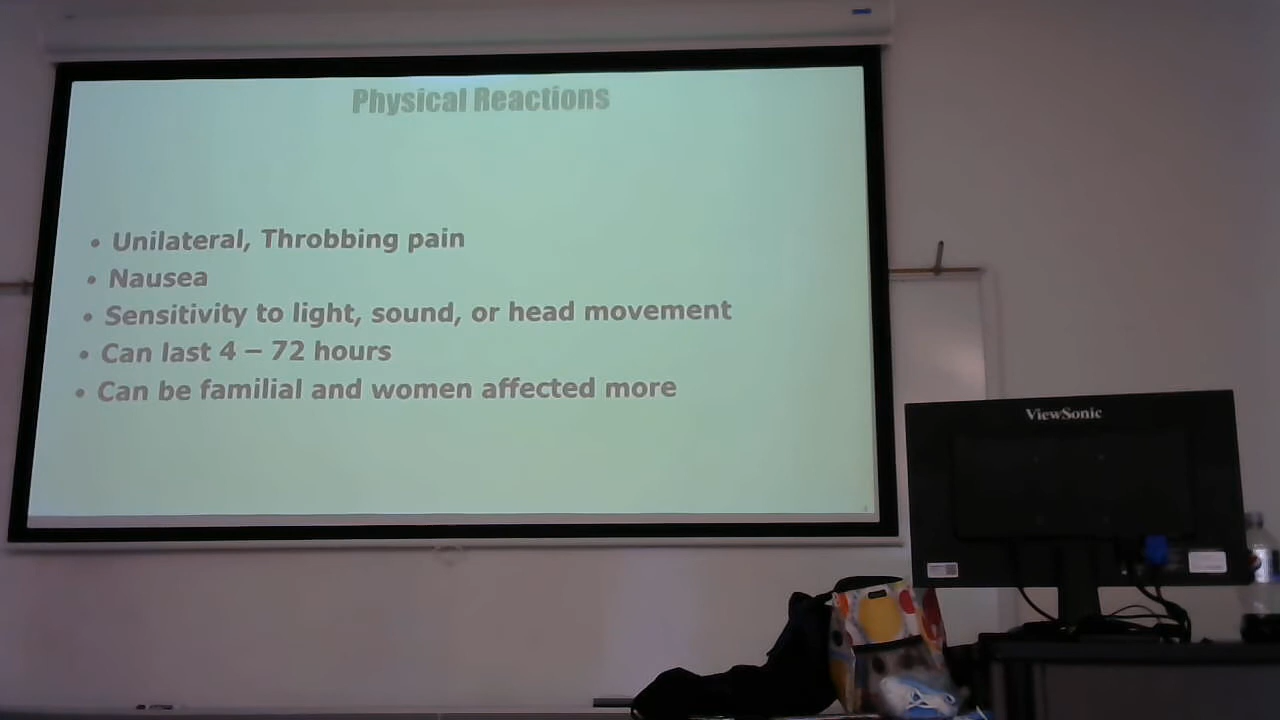 Physical Reactions
• Unilateral, Throbbing pain
• Nausea
• Sensitivity to light, sound, or head movement
• Can last 4 – 72 hours
• Can be familial and women affected more
ViewSonic